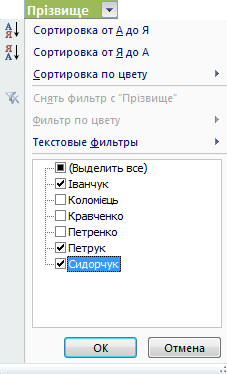 Прізвище
Сортировка от А до Я
Сортировка от Я до А
Сортировка по цвету
Снять фильтр с "Прізвище"
Фильтр по цвету
Текстовые фильтры
(Выделить все)
Іванчук
Коломієць
Кравченко
Петренко
Петрук
Сидорчук
ОК Отмена